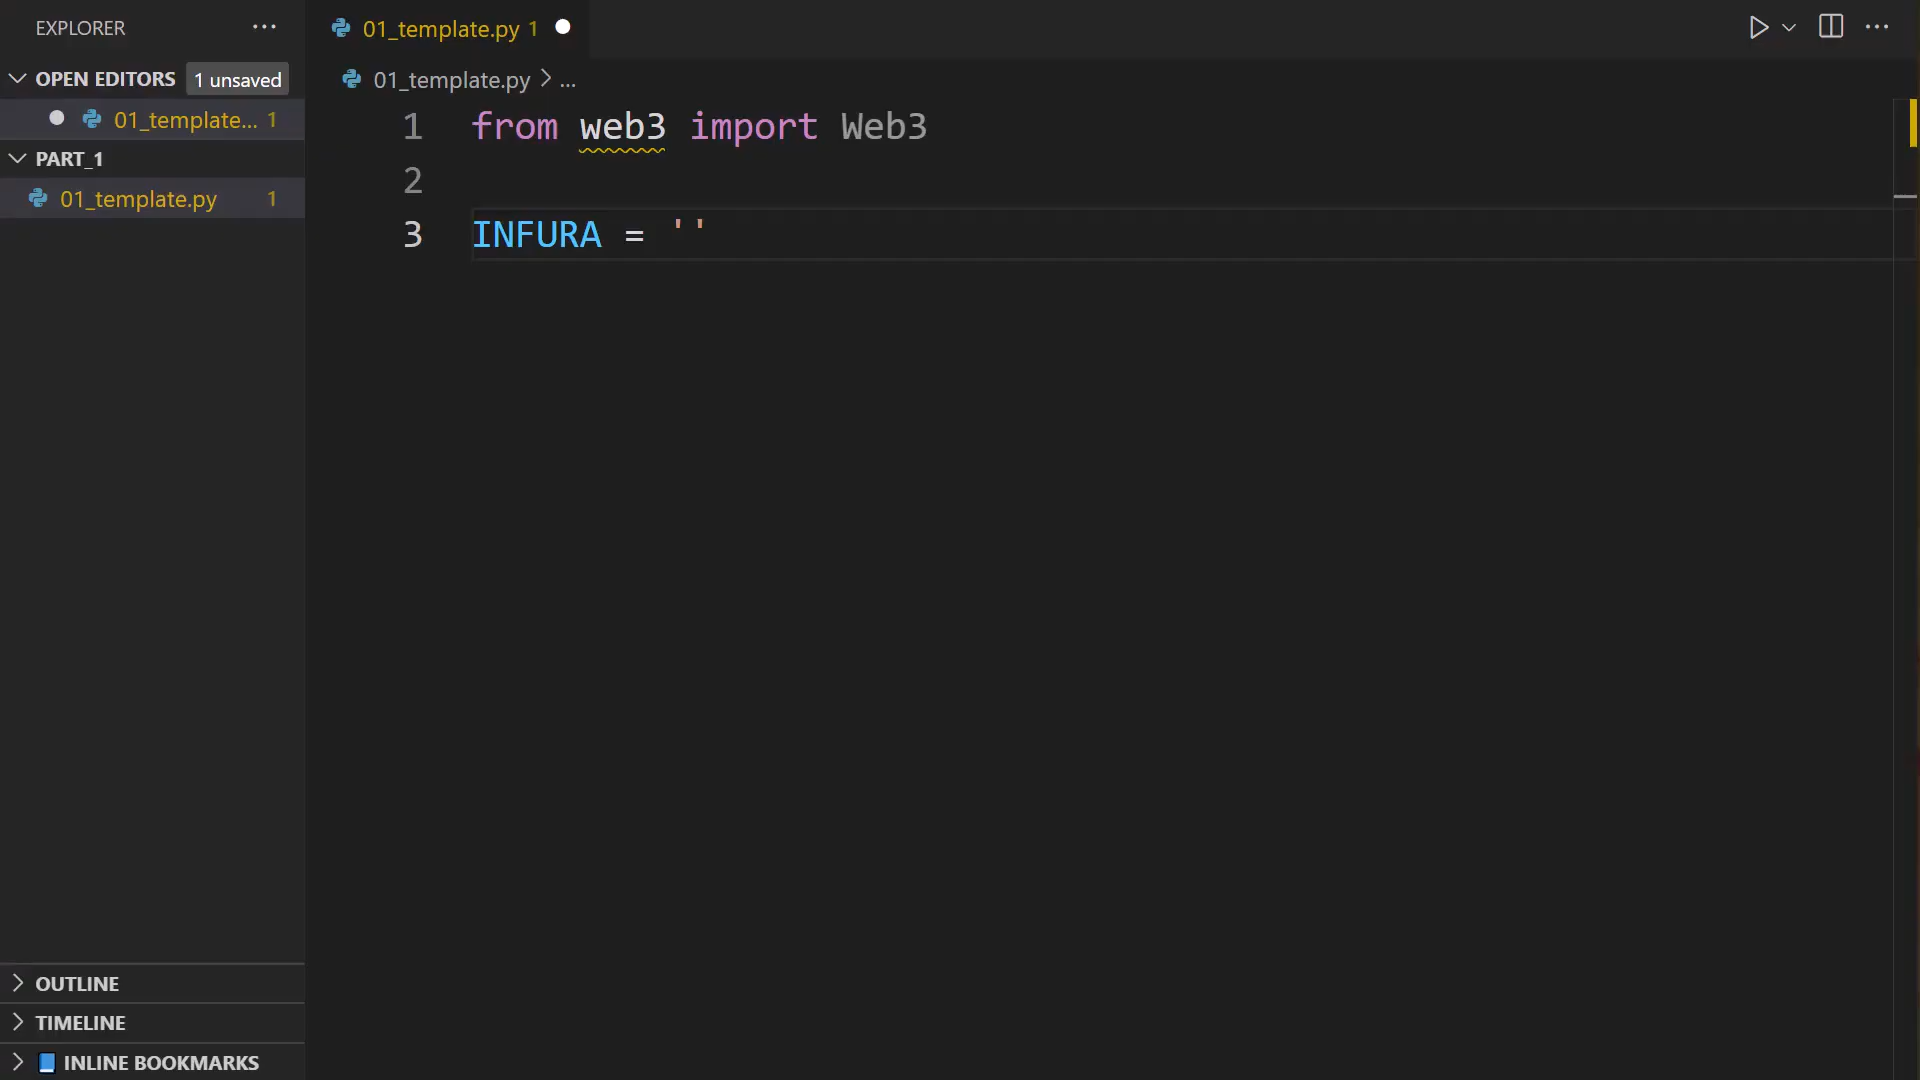 EXPLORER
OPEN EDITORS 1 unsaved
01_template... 1
PART_1
01_template.py 1
OUTLINE
TIMELINE
INLINE BOOKMARKS
01_template.py 1
01_template.py > ...
1 from web3 import Web3
2
3 INFURA = ''